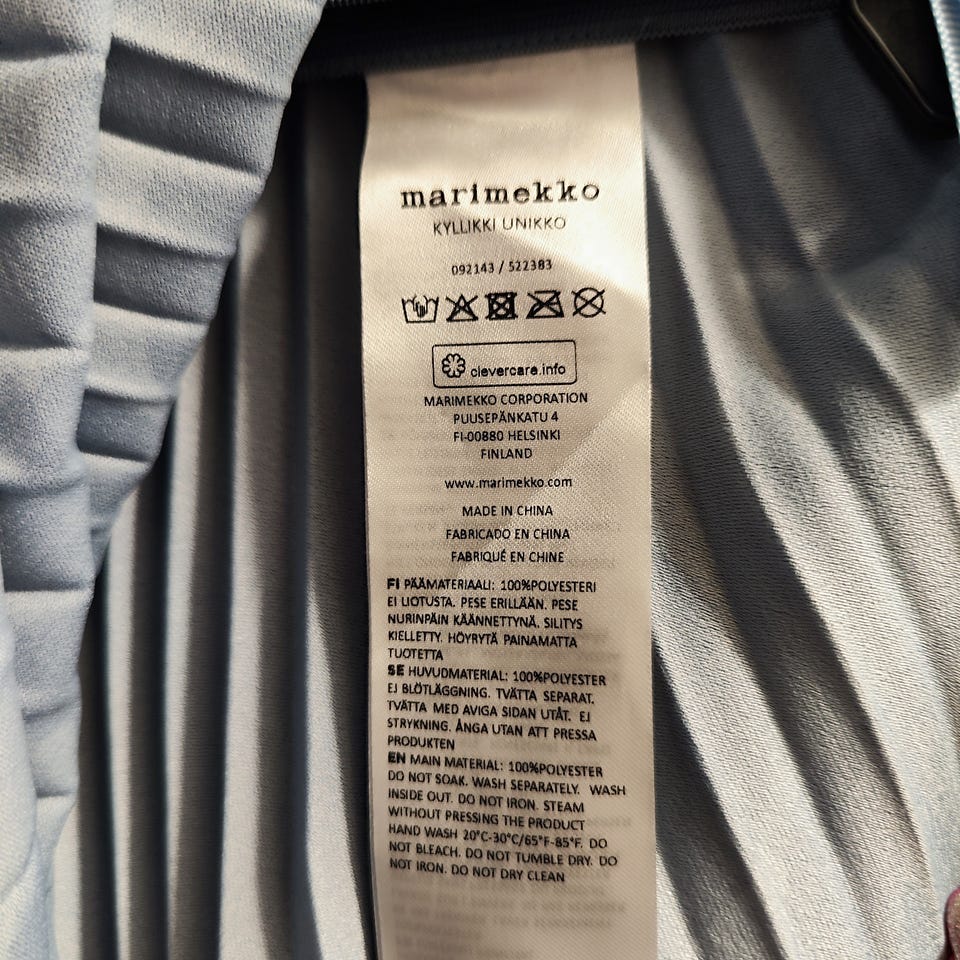 marimekko
KYLLIKKI UNIKKO
092143 / 522383
clevercare.info
MARIMEKKO CORPORATION
PUUSEPÄNKATU 4
FI-00880 HELSINKI
FINLAND
www.marimekko.com
MADE IN CHINA
FABRICADO EN CHINA
FABRIQUÉ EN CHINE
FI PÄÄMATERIAALI: 100%POLYESTERI
EI LIOTUSTA. PESE ERILLÄÄN. PESE
NURINPÄIN KÄÄNNETTYNÄ. SILITYS
KIELLETTY. HÖYRYTÄ PAINAMATTA
TUOTETTA
SE HUVUDMATERIAL: 100%POLYESTER
EJ BLÖTLÄGGNING. TVÄTTA SEPARAT.
TVÄTTA MED AVIGA SIDAN UTÅT. EJ
STRYKNING. ÅNGA UTAN ATT PRESSA
PRODUKTEN
EN MAIN MATERIAL: 100%POLYESTER
DO NOT SOAK. WASH SEPARATELY. WASH
INSIDE OUT. DO NOT IRON. STEAM
WITHOUT PRESSING THE PRODUCT
HAND WASH 20°C-30°C/65°F-85°F. DO
NOT BLEACH. DO NOT TUMBLE DRY. DO
NOT IRON. DO NOT DRY CLEAN